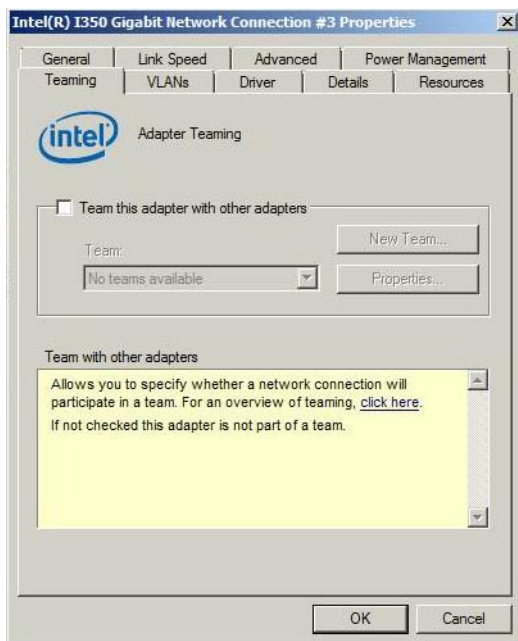 Intel(R) I350 Gigabit Network Connection #3 Properties
General
Link Speed
Advanced
Power Management
Teaming
VLANs
Driver
Details
Resources
intel
Adapter Teaming
Team this adapter with other adapters
Team:
New Team...
No teams available
Properties...
Team with other adapters
Allows you to specify whether a network connection will
participate in a team. For an overview of teaming, click here.
If not checked this adapter is not part of a team.
OK
Cancel